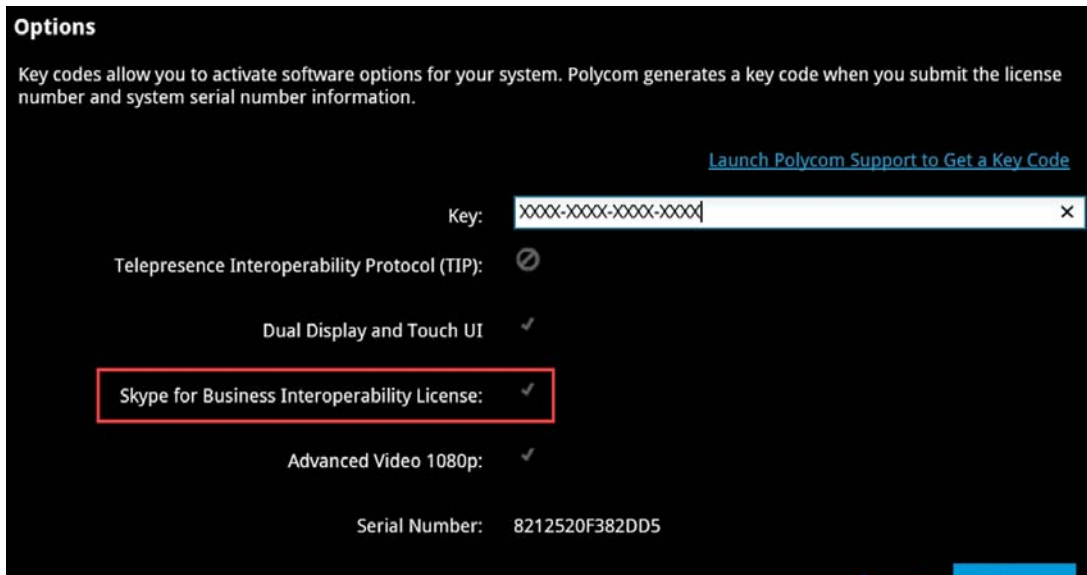 Options
Key codes allow you to activate software options for your system. Polycom generates a key code when you submit the license
number and system serial number information.
Launch Polycom Support to Get a Key Code
Key: XXXX-XXXX-XXXX-XXXX
Telepresence Interoperability Protocol (TIP):
Dual Display and Touch UI
Skype for Business Interoperability License:
Advanced Video 1080p:
Serial Number: 8212520F382DD5